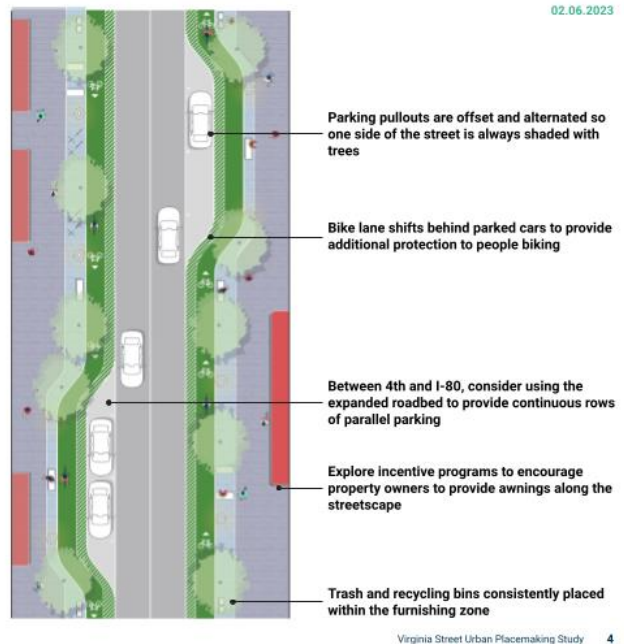 02.06.2023
Parking pullouts are offset and alternated so
one side of the street is always shaded with
trees
Bike lane shifts behind parked cars to provide
additional protection to people biking
Between 4th and I-80, consider using the
expanded roadbed to provide continuous rows
of parallel parking
Explore incentive programs to encourage
property owners to provide awnings along the
streetscape
Trash and recycling bins consistently placed
within the furnishing zone
Virginia Street Urban Placemaking Study 4